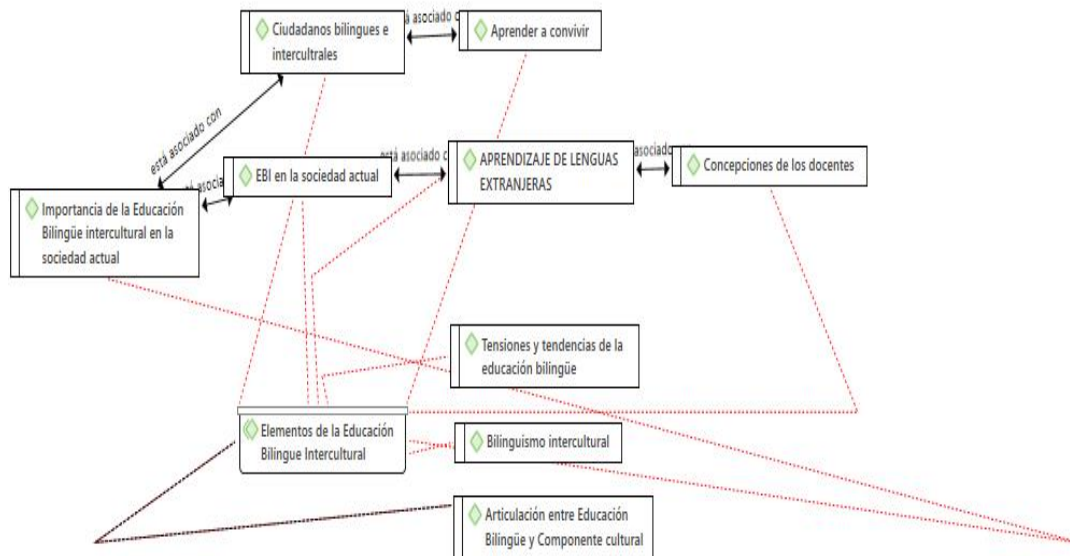 Ciudadanos bilingues e
intercultrales
asociado con
Aprender a convivir
está asociado con
EBI en la sociedad actual
está asociado
APRENDIZAJE DE LENGUAS
EXTRANJERAS
asociado
Concepciones de los docentes
Importancia de la Educación
Bilingüe intercultural en la
sociedad actual
Tensiones y tendencias de la
educación bilingüe
Elementos de la Educación
Bilingue Intercultural
Bilinguismo intercultural
Articulación entre Educación
Bilingüe y Componente cultural